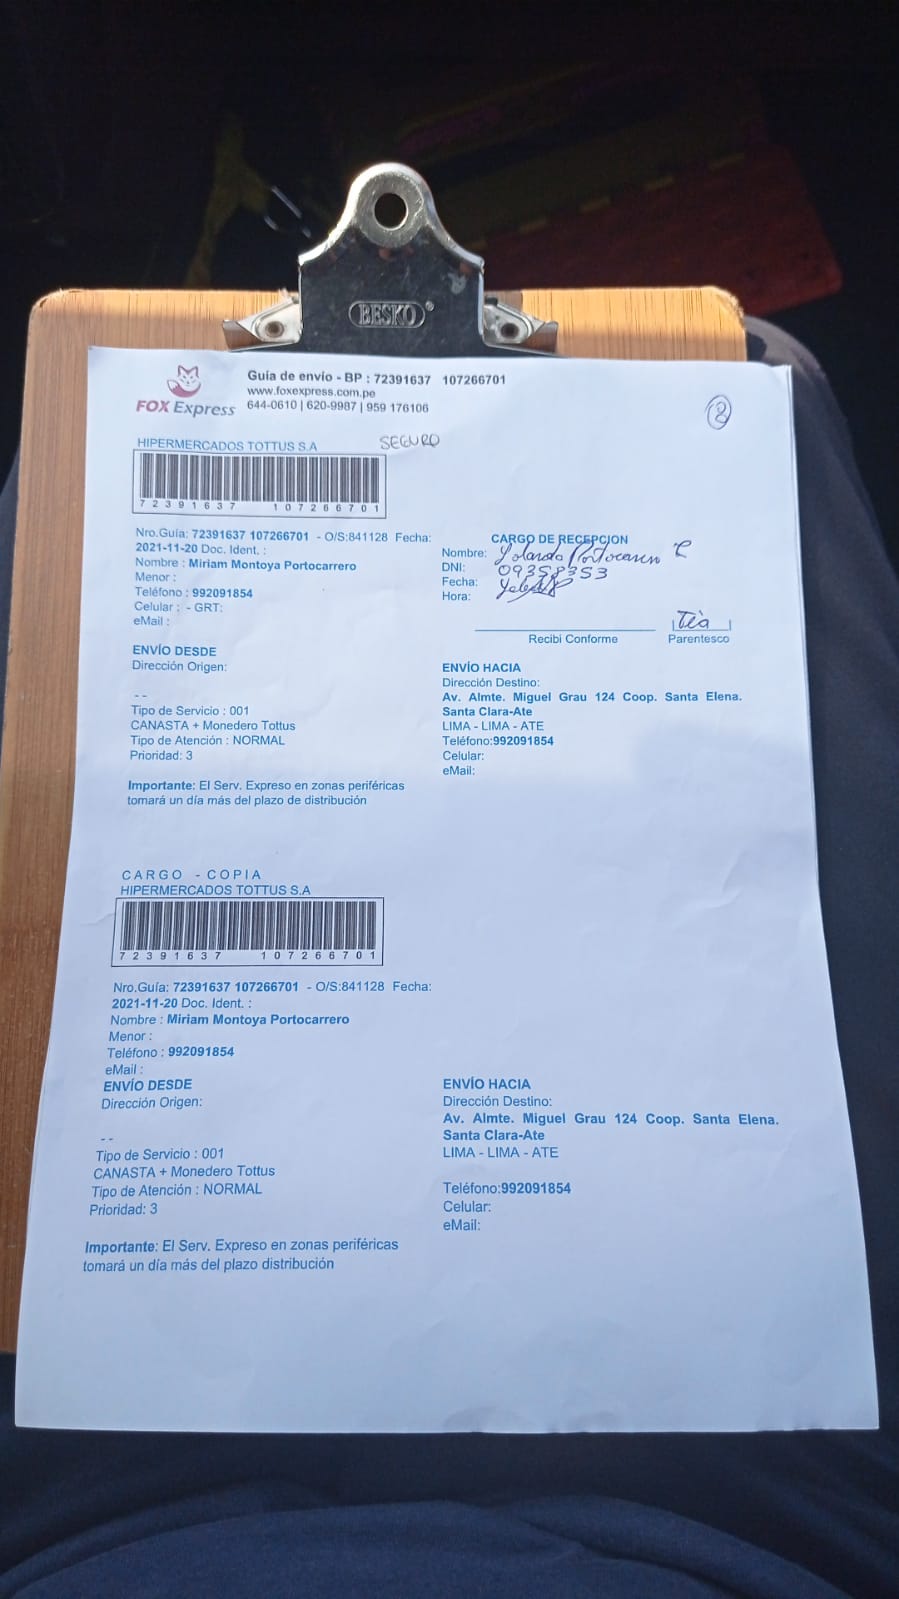 BESKO
FOX Express
Guía de envío - BP : 72391637 107266701
www.foxexpress.com.pe
644-0610 | 620-9987 | 959 176106
2
HIPERMERCADOS TOTTUS S.A
SEGURO
72391637 107266701
Nro.Guía: 72391637 107266701 - O/S:841128 Fecha:
2021-11-20 Doc. Ident. :
Nombre : Miriam Montoya Portocarrero
Menor :
Teléfono : 992091854
Celular : - GRT:
eMail :
CARGO DE RECEPCION
Nombre: Yolanda Portocarrero C
DNI: 09358353
Fecha:
Hora:
Tía
Recibi Conforme Parentesco
ENVÍO DESDE
Dirección Origen:
- -
Tipo de Servicio : 001
CANASTA + Monedero Tottus
Tipo de Atención : NORMAL
Prioridad: 3
ENVÍO HACIA
Dirección Destino:
Av. Almte. Miguel Grau 124 Coop. Santa Elena.
Santa Clara-Ate
LIMA - LIMA - ATE
Teléfono:992091854
Celular:
eMail:
Importante: El Serv. Expreso en zonas periféricas
tomará un día más del plazo de distribución
CARGO - COPIA
HIPERMERCADOS TOTTUS S.A
72391637 107266701
Nro.Guía: 72391637 107266701 - O/S:841128 Fecha:
2021-11-20 Doc. Ident. :
Nombre : Miriam Montoya Portocarrero
Menor :
Teléfono : 992091854
eMail :
ENVÍO DESDE
Dirección Origen:
- -
Tipo de Servicio : 001
CANASTA + Monedero Tottus
Tipo de Atención : NORMAL
Prioridad: 3
ENVÍO HACIA
Dirección Destino:
Av. Almte. Miguel Grau 124 Coop. Santa Elena.
Santa Clara-Ate
LIMA - LIMA - ATE
Teléfono:992091854
Celular:
eMail:
Importante: El Serv. Expreso en zonas periféricas
tomará un día más del plazo distribución